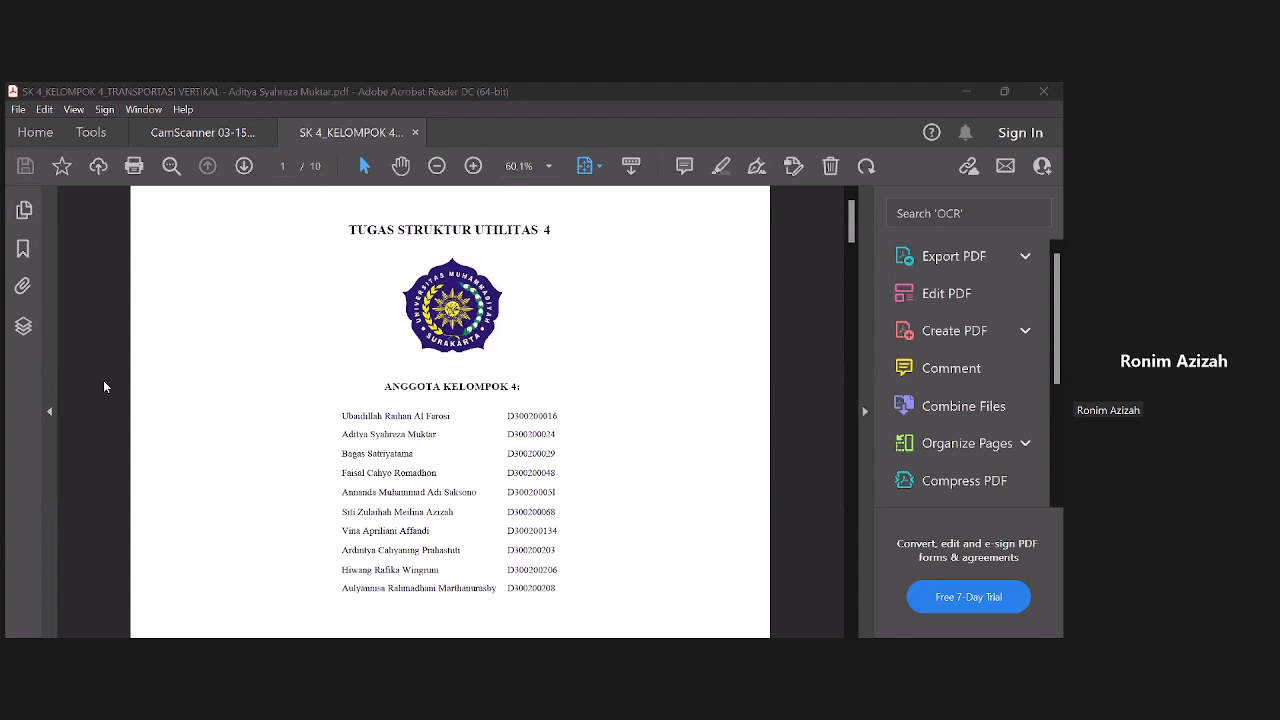 SK 4_KELOMPOK 4_TRANSPORTASI VERTIKAL - Aditya Syahreza Muktar.pdf - Adobe Acrobat Reader DC (64-bit)
File Edit View Sign Window Help
Home Tools CamScanner 03-15... SK 4_KELOMPOK 4... × Sign In
1 / 10 60,1%
TUGAS STRUKTUR UTILITAS 4
UNIVERSITAS MUHAMMADIYAH
SURAKARTA
ANGGOTA KELOMPOK 4:
Ubaidillah Raihan Al Farosi D300200016
Aditya Syahreza Muktar D300200024
Bagas Satriyatama D300200029
Faisal Cahyo Romadhon D300200048
Annanda Muhammad Adi Saksono D300200051
Siti Zulaihah Meilina Azizah D300200068
Vina Apriliani Affandi D300200134
Ardintya Cahyaning Prahastuti D300200203
Hiwang Rafika Wingrum D300200206
Aulyannisa Rahmadhani Marthanurasby D300200208
Search 'OCR'
Export PDF
Edit PDF
Create PDF
Comment
Combine Files
Organize Pages
Compress PDF
Convert, edit and e-sign PDF
forms & agreements
Free 7-Day Trial
Ronim Azizah
Ronim Azizah